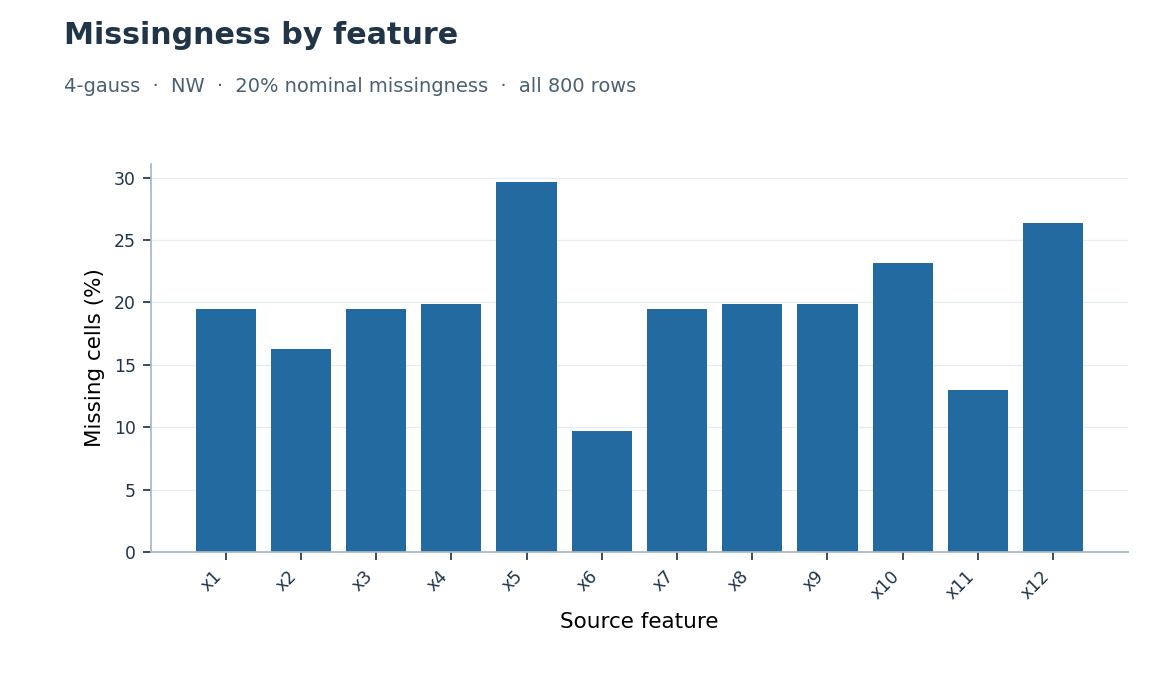 Missingness by feature
4-gauss · NW · 20% nominal missingness · all 800 rows
30
25
20
15
10
5
0
Missing cells (%)
x1 x2 x3 x4 x5 x6 x7 x8 x9 x10 x11 x12
Source feature